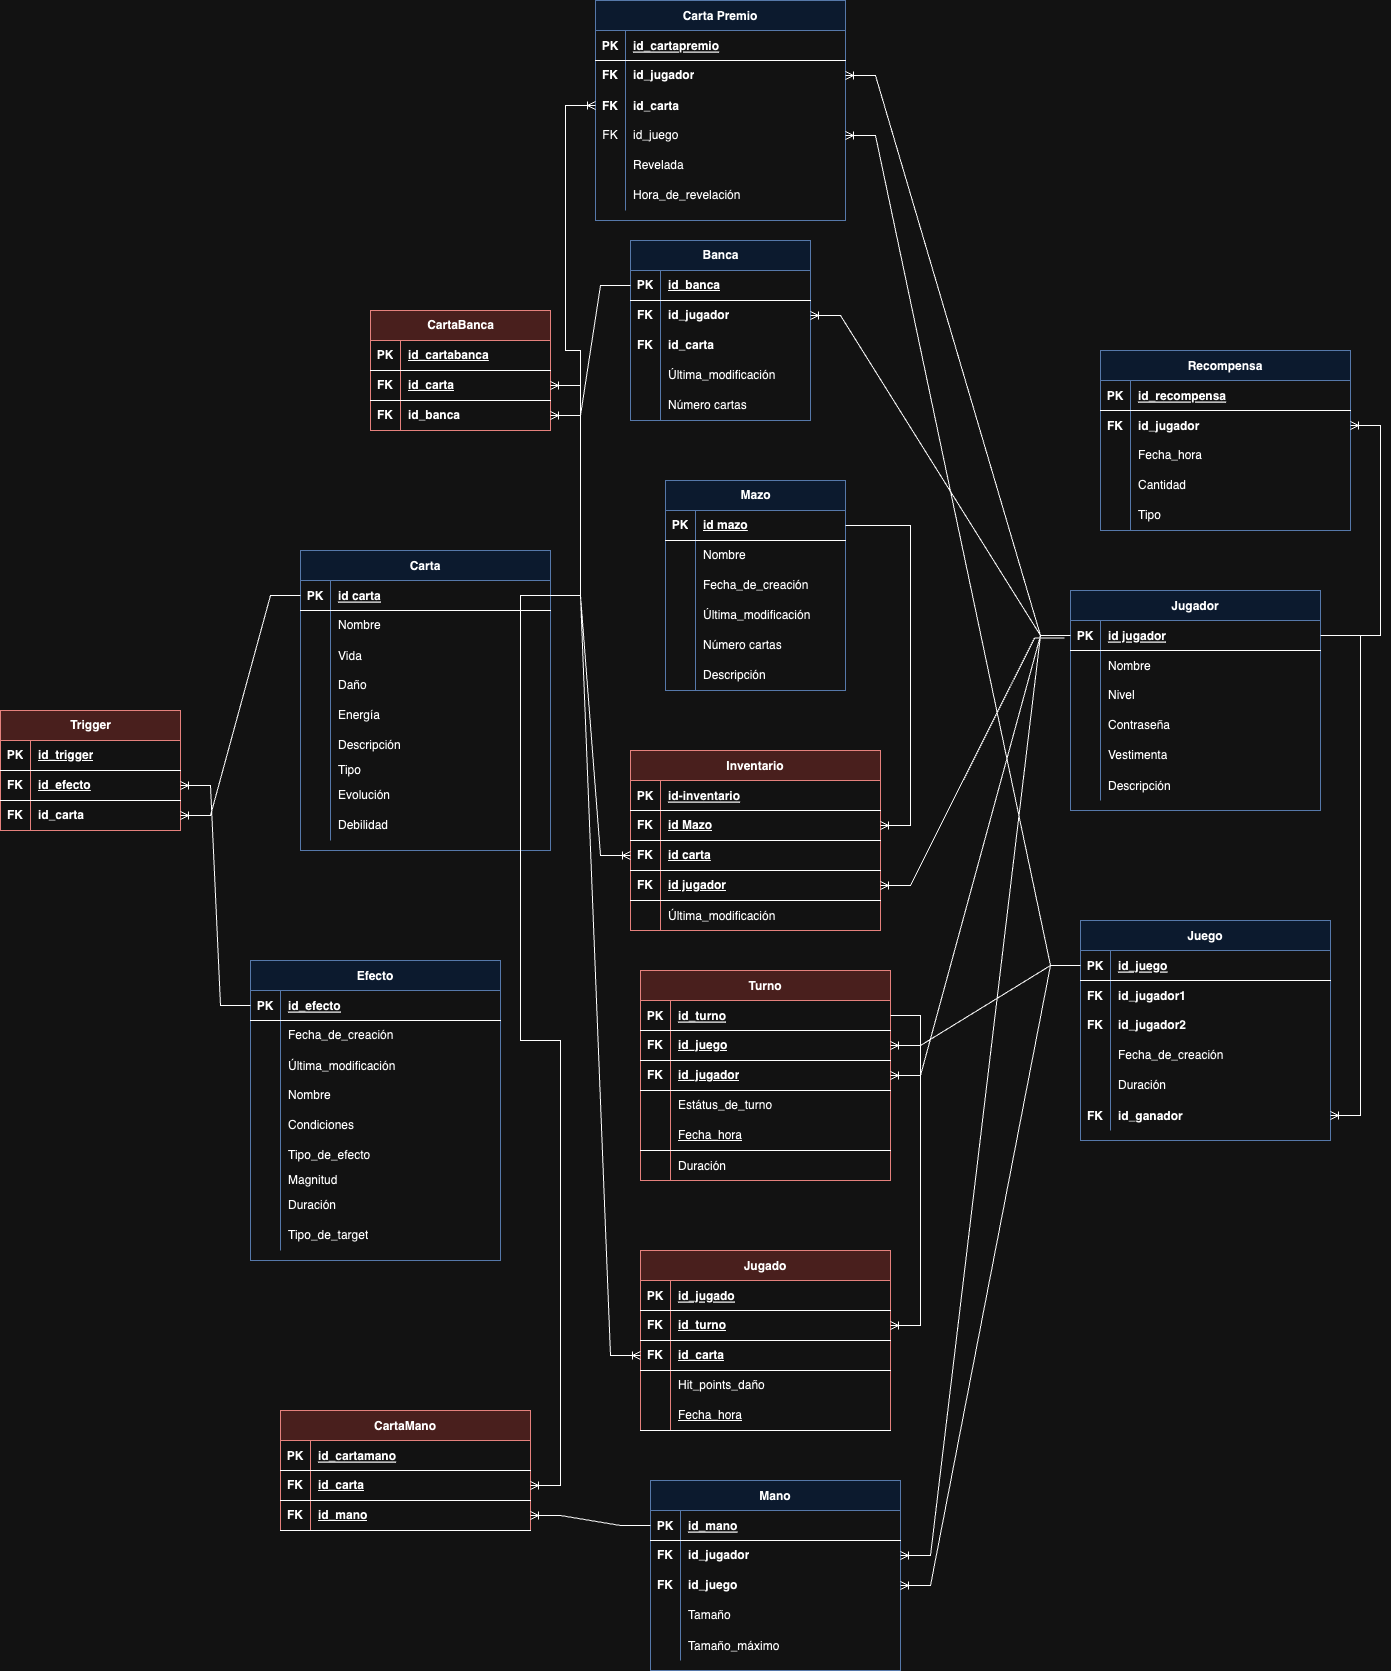 Carta Premio
PK id_cartapremio
FK id_jugador
FK id_carta
FK id_juego
Revelada
Hora_de_revelación
Banca
PK id_banca
FK id_jugador
FK id_carta
Última_modificación
Número cartas
CartaBanca
PK id_cartabanca
FK id_carta
FK id_banca
Recompensa
PK id_recompensa
FK id_jugador
Fecha_hora
Cantidad
Tipo
Mazo
PK id mazo
Nombre
Fecha_de_creación
Última_modificación
Número cartas
Descripción
Carta
PK id carta
Nombre
Vida
Daño
Energía
Descripción
Tipo
Evolución
Debilidad
Jugador
PK id jugador
Nombre
Nivel
Contraseña
Vestimenta
Descripción
Trigger
PK id_trigger
FK id_efecto
FK id_carta
Inventario
PK id-inventario
FK id Mazo
FK id carta
FK id jugador
Última_modificación
Juego
PK id_juego
FK id_jugador1
FK id_jugador2
Fecha_de_creación
Duración
FK id_ganador
Efecto
PK id_efecto
Fecha_de_creación
Última_modificación
Nombre
Condiciones
Tipo_de_efecto
Magnitud
Duración
Tipo_de_target
Turno
PK id_turno
FK id_juego
FK id_jugador
Estátus_de_turno
Fecha_hora
Duración
Jugado
PK id_jugado
FK id_turno
FK id_carta
Hit_points_daño
Fecha_hora
CartaMano
PK id_cartamano
FK id_carta
FK id_mano
Mano
PK id_mano
FK id_jugador
FK id_juego
Tamaño
Tamaño_máximo